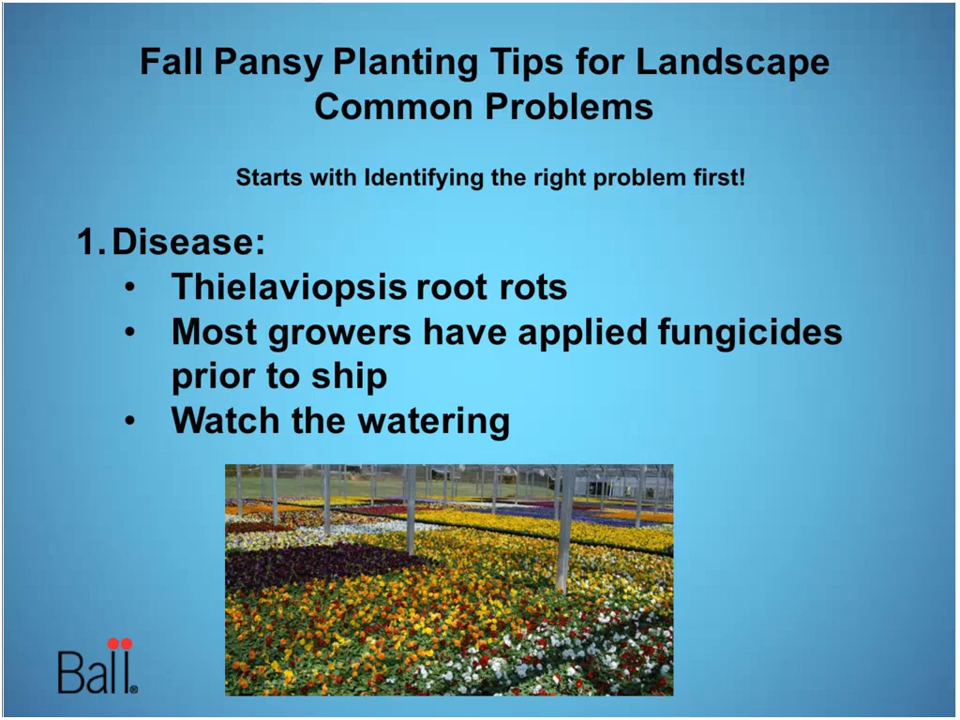 Fall Pansy Planting Tips for Landscape
Common Problems
Starts with Identifying the right problem first!
1. Disease:
• Thielaviopsis root rots
• Most growers have applied fungicides
prior to ship
• Watch the watering
Ball®